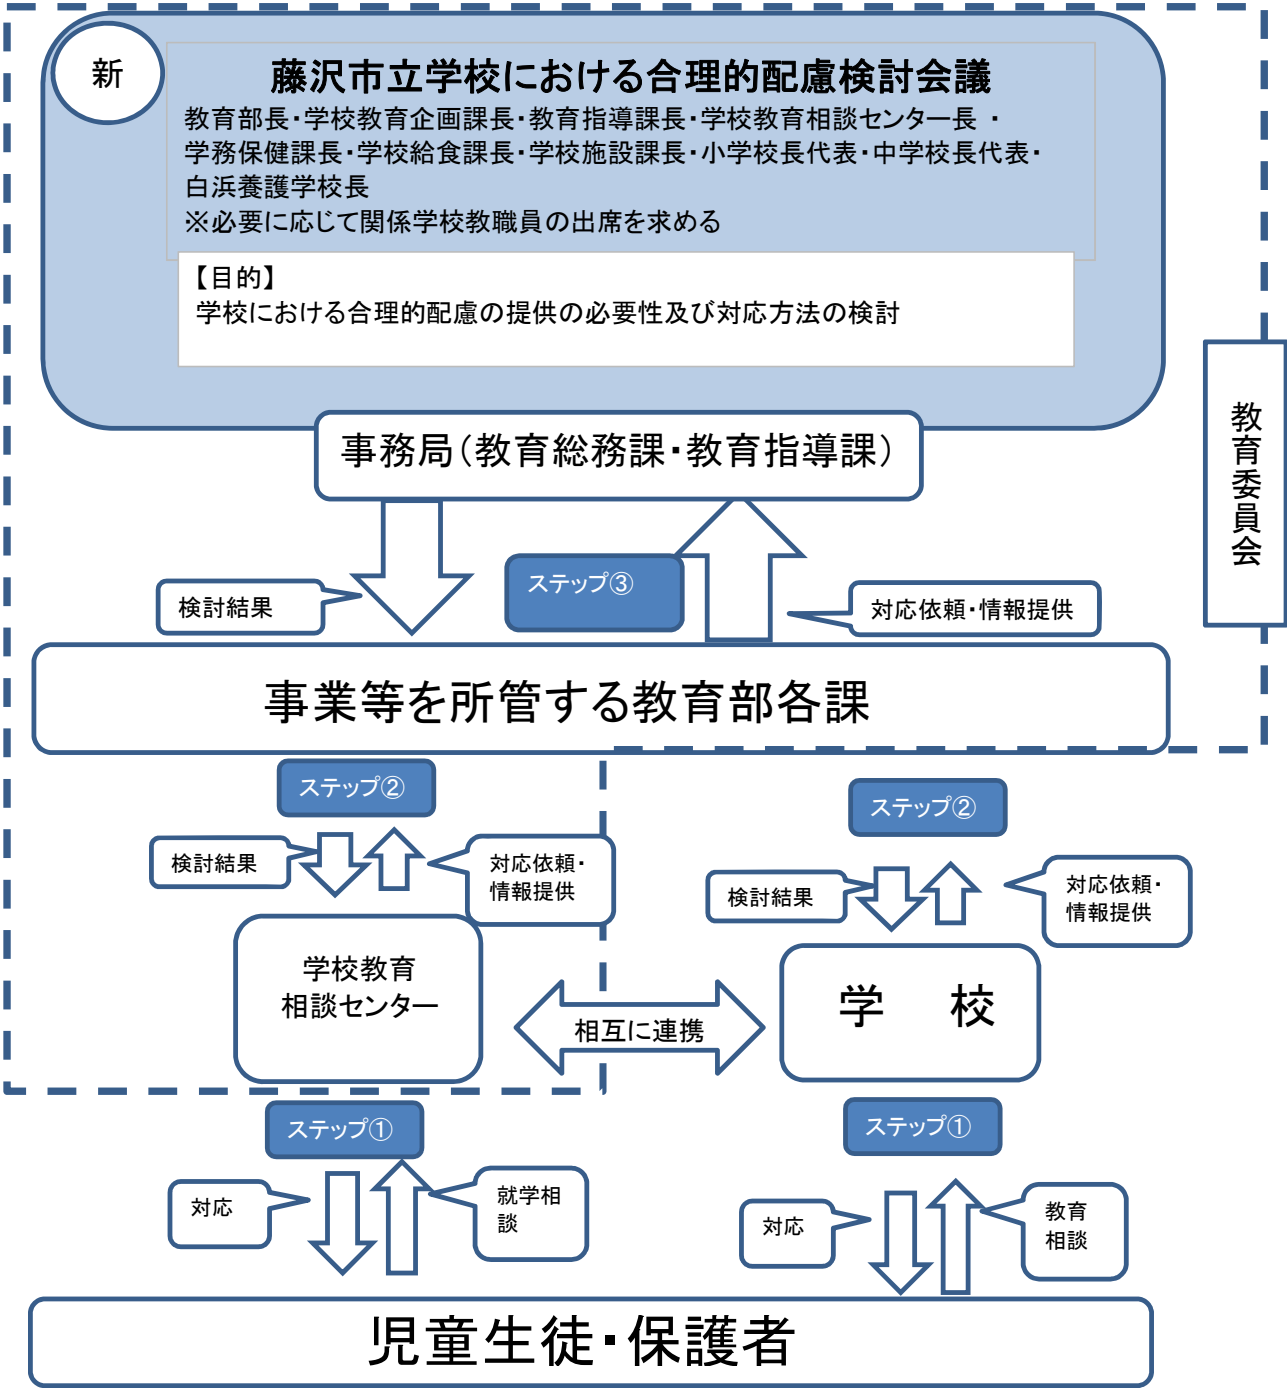 新
藤沢市立学校における合理的配慮検討会議
教育部長・学校教育企画課長・教育指導課長・学校教育相談センター長 ・
学務保健課長・学校給食課長・学校施設課長・小学校長代表・中学校長代表・
白浜養護学校長
※必要に応じて関係学校教職員の出席を求める
【目的】
学校における合理的配慮の提供の必要性及び対応方法の検討
教育委員会
事務局（教育総務課・教育指導課）
ステップ③
検討結果
対応依頼・情報提供
事業等を所管する教育部各課
ステップ②
ステップ②
検討結果
対応依頼・
情報提供
検討結果
対応依頼・
情報提供
学校教育
相談センター
相互に連携
学　校
ステップ①
ステップ①
対応
就学相
談
対応
教育
相談
児童生徒・保護者